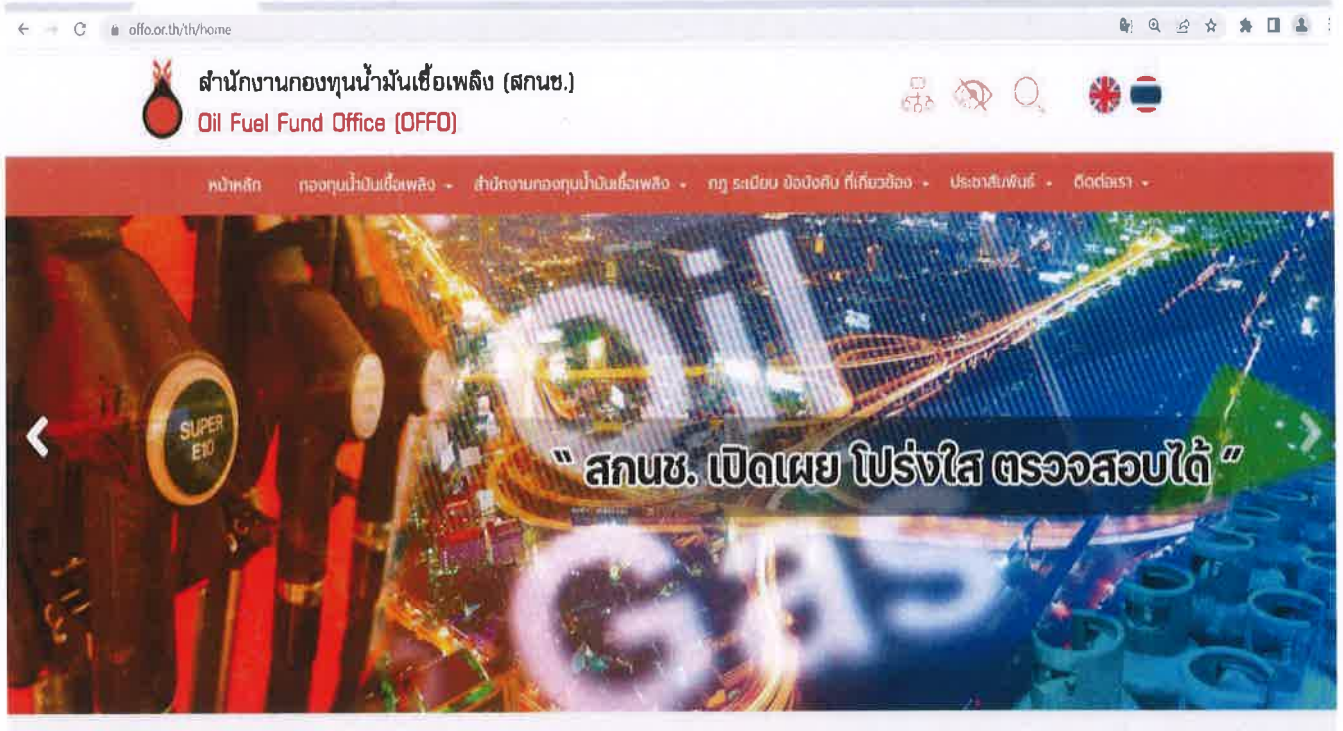 offo.or.th/th/home
สำนักงานกองทุนน้ำมันเชื้อเพลิง (สกนช.)
Oil Fuel Fund Office (OFFO)
หน้าหลัก กองทุนน้ำมันเชื้อเพลิง สำนักงานกองทุนน้ำมันเชื้อเพลิง กฎ ระเบียบ ข้อบังคับ ที่เกี่ยวข้อง ประชาสัมพันธ์ ติดต่อเรา
Oil
SUPER
E10
" สกนช. เปิดเผย โปร่งใส ตรวจสอบได้ "
Gas